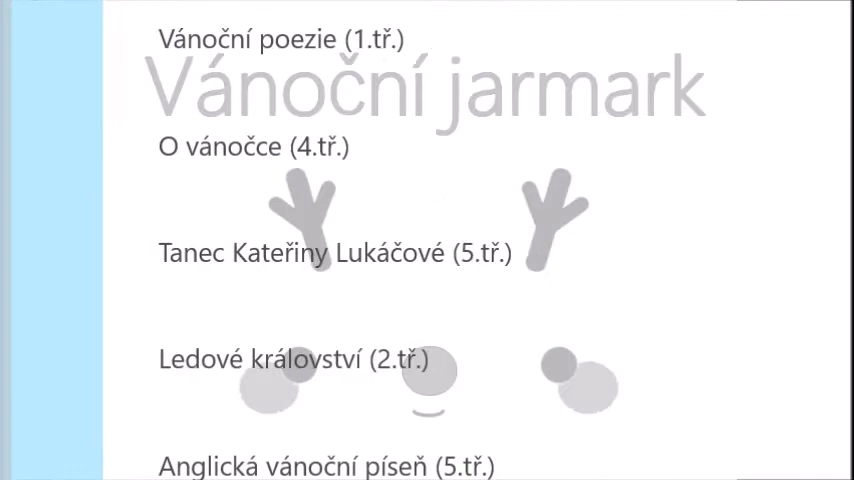 Vánoční poezie (1.tř.)
Vánoční jarmark
O vánočce (4.tř.)
Tanec Kateřiny Lukáčové (5.tř.)
Ledové království (2.tř.)
Anglická vánoční píseň (5.tř.)